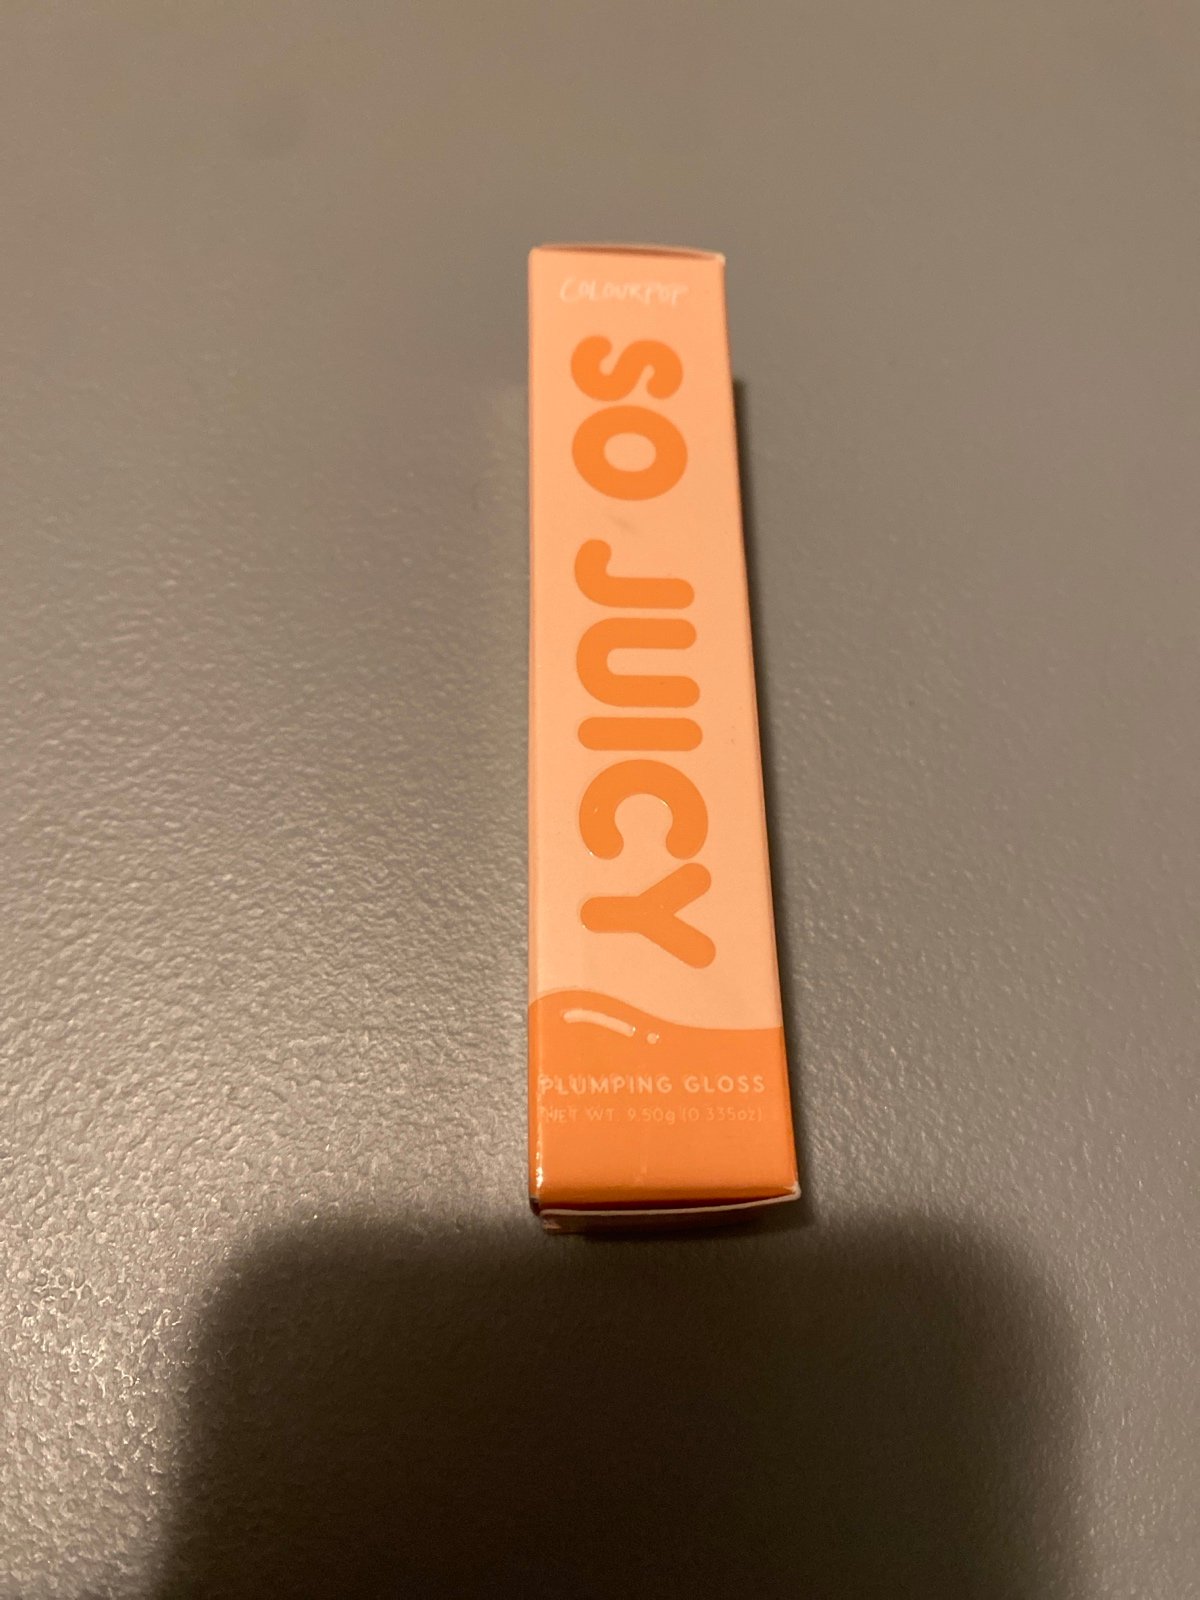 COLOURPOP
SO JUICY
PLUMPING GLOSS
NET WT. 9.50g (0.335oz)